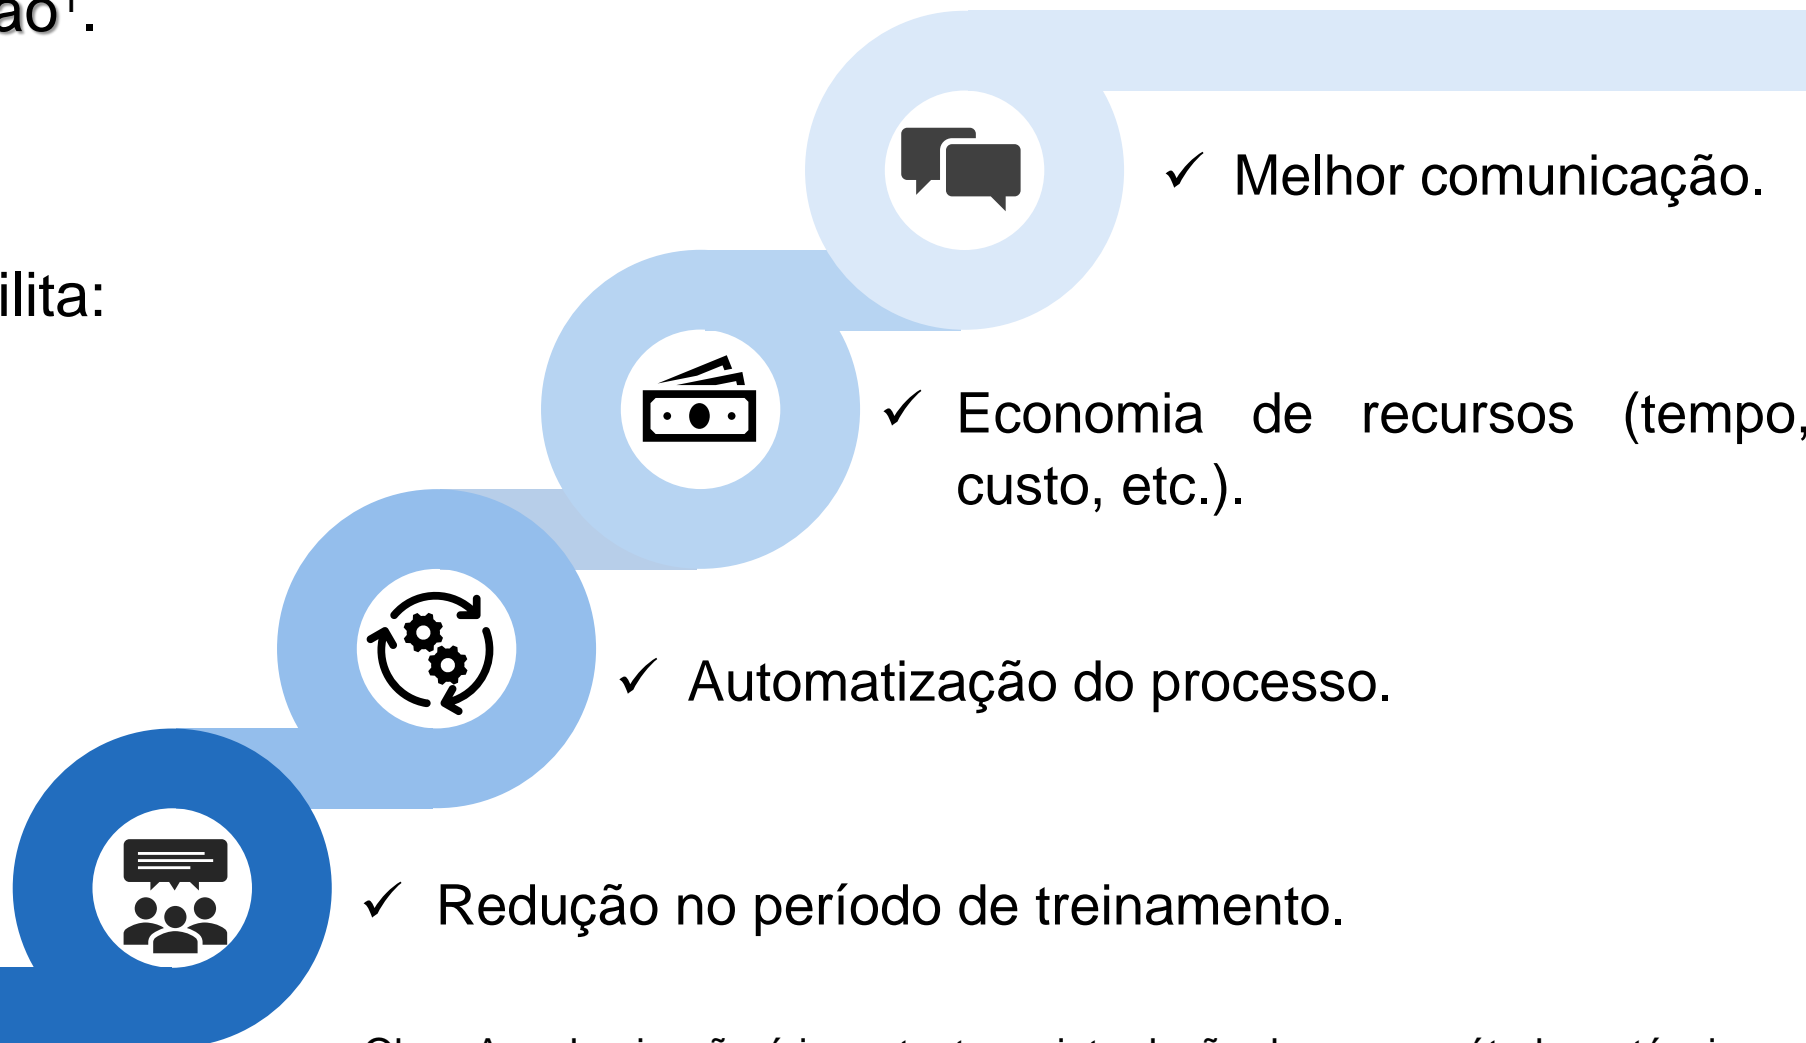 ão¹.
ilita:
✓ Melhor comunicação.
✓ Economia de recursos (tempo,
custo, etc.).
✓ Automatização do processo.
✓ Redução no período de treinamento.